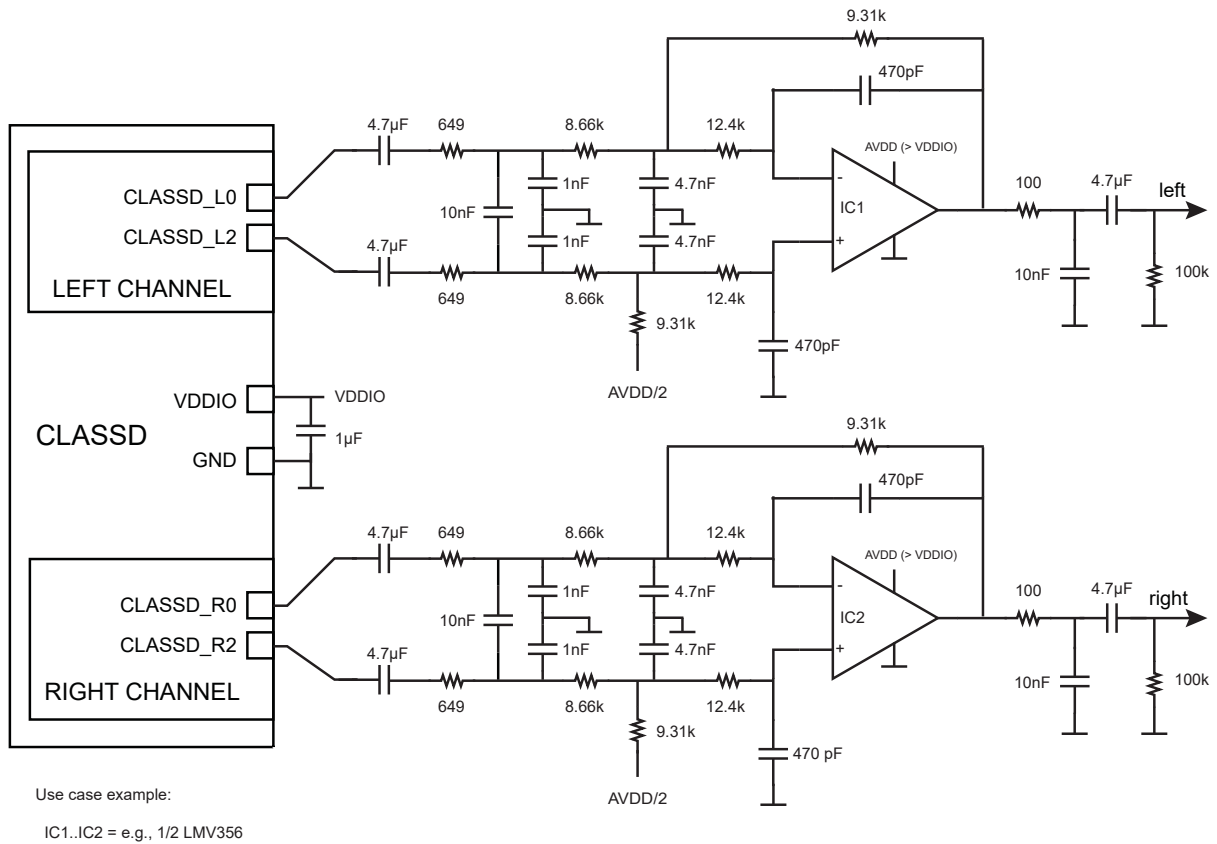 9.31k
470pF
4.7µF
649
8.66k
12.4k
AVDD (> VDDIO)
1nF
4.7nF
-
IC1
+
100
4.7µF
left
CLASSD_L0
CLASSD_L2
LEFT CHANNEL
10nF
1nF
4.7nF
4.7µF
649
8.66k
12.4k
10nF
100k
9.31k
470pF
AVDD/2
VDDIO
VDDIO
1µF
CLASSD
GND
9.31k
470pF
4.7µF
649
8.66k
12.4k
AVDD (> VDDIO)
1nF
4.7nF
-
IC2
+
100
4.7µF
right
CLASSD_R0
CLASSD_R2
RIGHT CHANNEL
10nF
1nF
4.7nF
4.7µF
649
8.66k
12.4k
10nF
100k
9.31k
470 pF
AVDD/2
Use case example:
IC1..IC2 = e.g., 1/2 LMV356